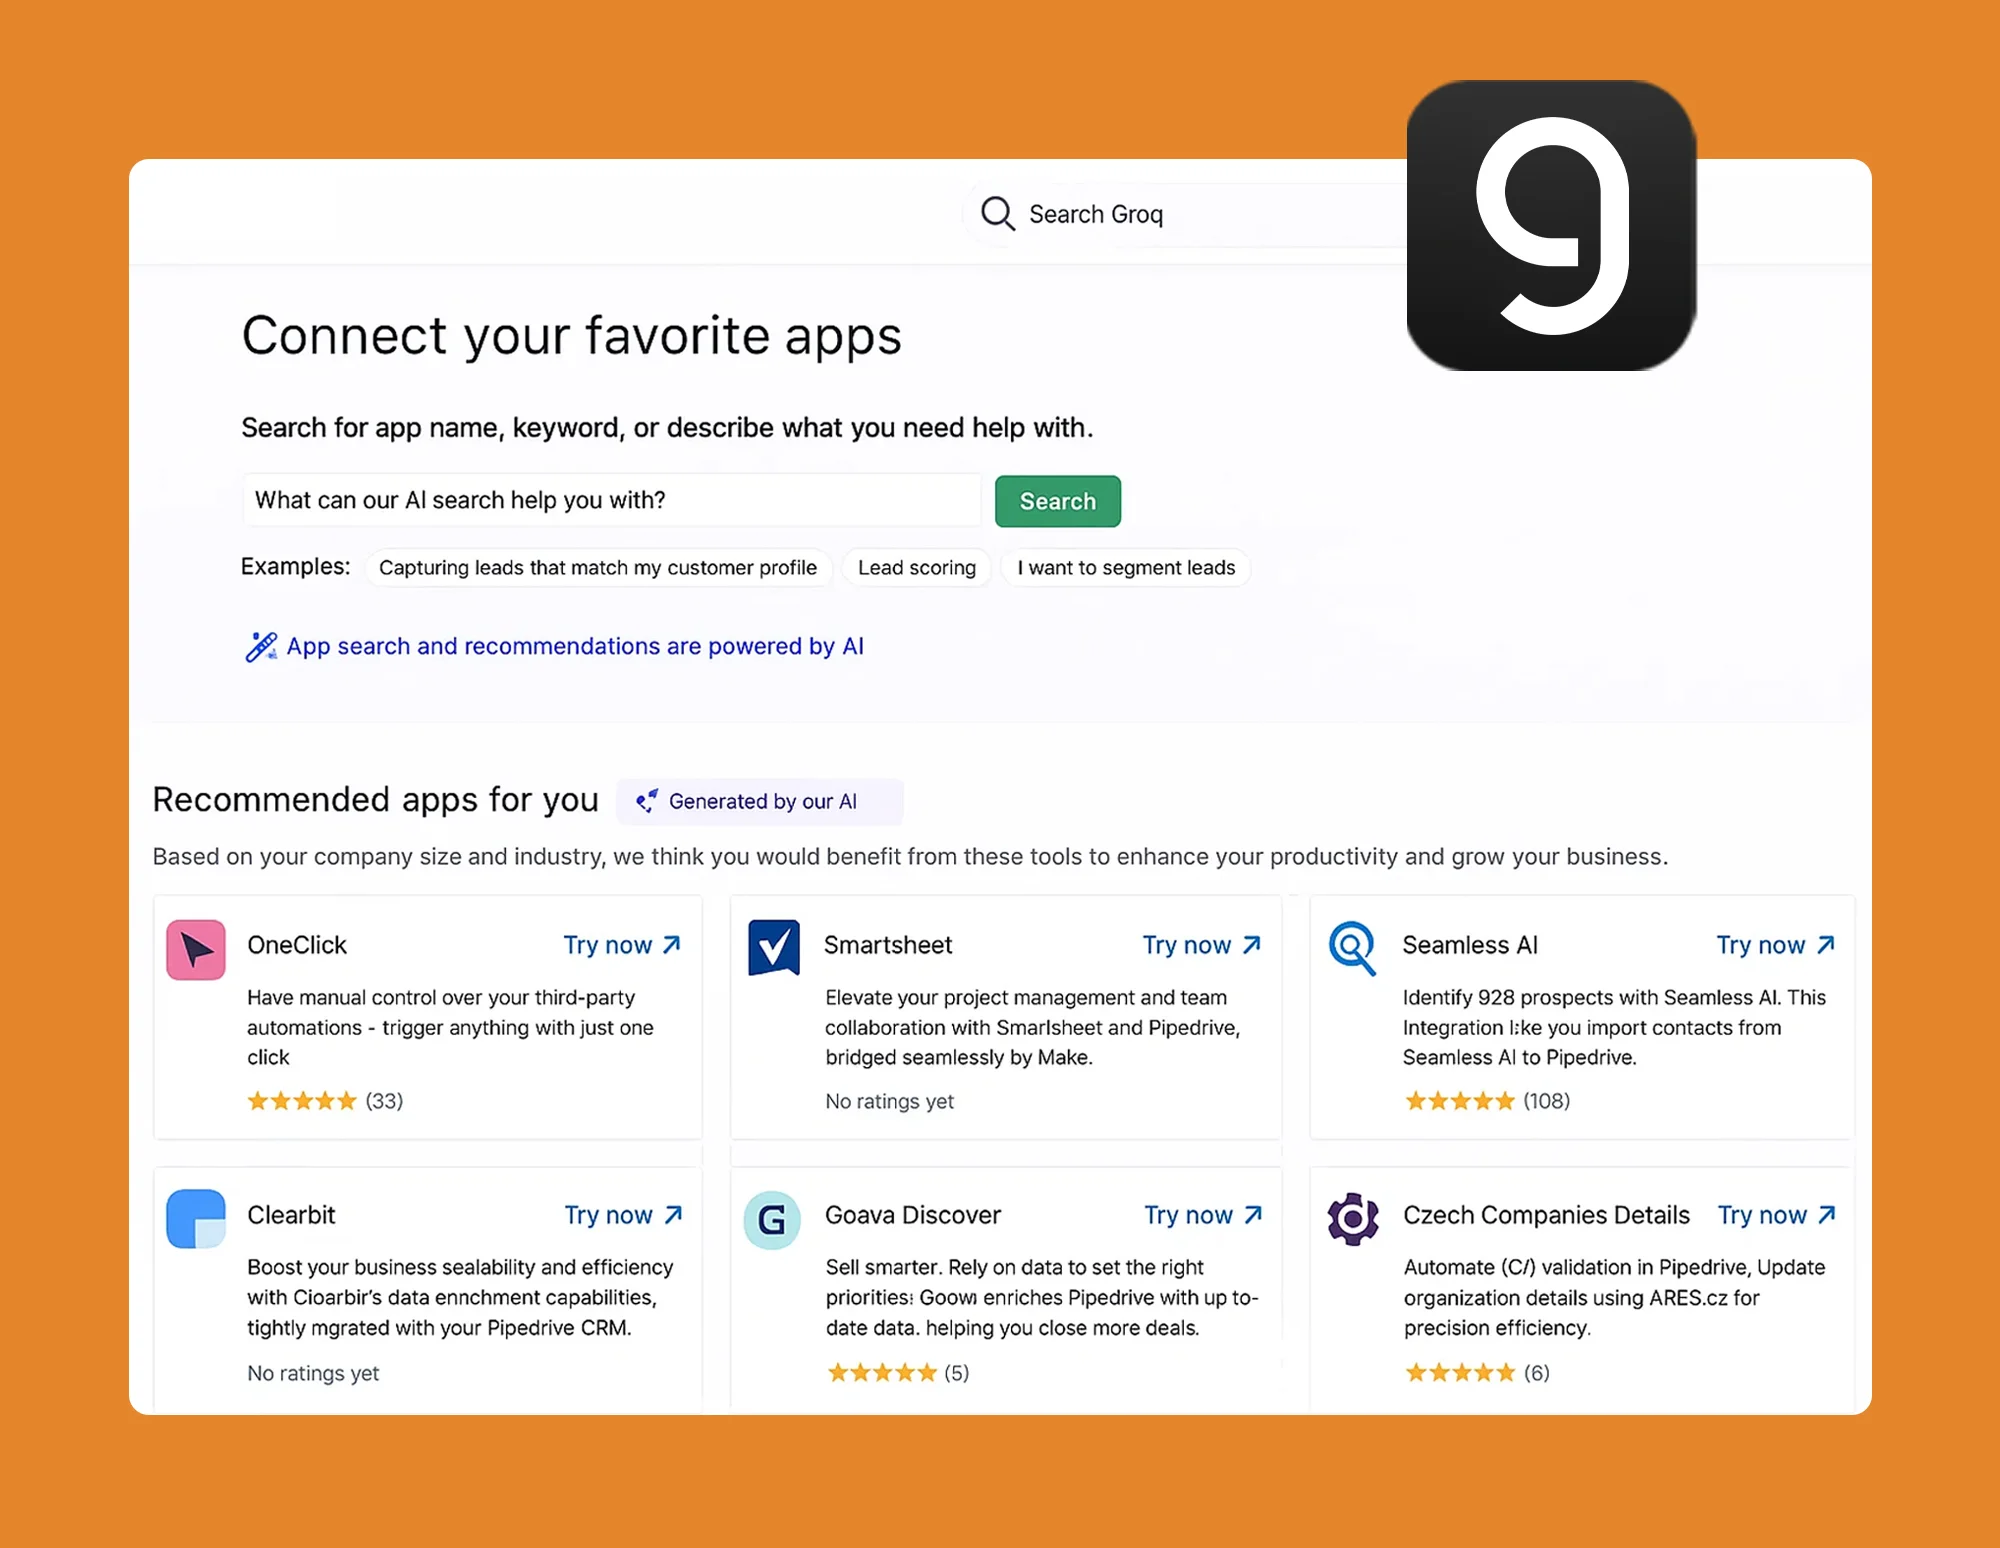 Search Groq
Connect your favorite apps
Search for app name, keyword, or describe what you need help with.
What can our AI search help you with?
Search
Examples:
Capturing leads that match my customer profile
Lead scoring
I want to segment leads
App search and recommendations are powered by AI
Recommended apps for you
Generated by our AI
Based on your company size and industry, we think you would benefit from these tools to enhance your productivity and grow your business.
OneClick
Try now
Have manual control over your third-party
automations - trigger anything with just one
click
(33)
Smartsheet
Try now
Elevate your project management and team
collaboration with Smarlsheet and Pipedrive,
bridged seamlessly by Make.
No ratings yet
Seamless AI
Try now
Identify 928 prospects with Seamless AI. This
Integration you import contacts from
Seamless AI to Pipedrive.
(108)
Clearbit
Try now
Boost your business sealability and efficiency
with Cioarbir’s data ennchment capabilities,
tightly mgrated with your Pipedrive CRM.
No ratings yet
G
Goava Discover
Try now
Sell smarter. Rely on data to set the right
priorities: enriches Pipedrive with up to-
date data. helping you close more deals.
(5)
Czech Companies Details
Try now
Automate (C/) validation in Pipedrive, Update
organization details using ARES.cz for
precision efficiency.
(6)